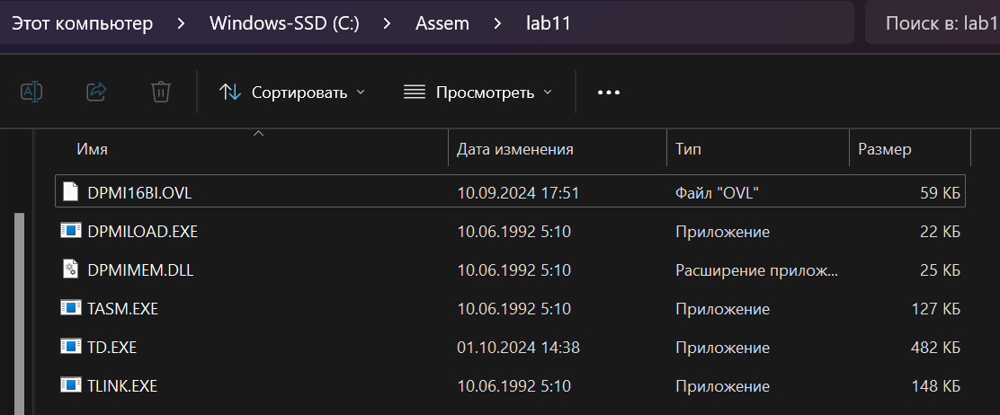 Этот компьютер > Windows-SSD (C:) > Assem > lab11 Поиск в: lab1
Сортировать Просмотреть •••
Имя Дата изменения Тип Размер
DPMI16BI.OVL 10.09.2024 17:51 Файл "OVL" 59 КБ
DPMILOAD.EXE 10.06.1992 5:10 Приложение 22 КБ
DPMIMEM.DLL 10.06.1992 5:10 Расширение прилож... 25 КБ
TASM.EXE 10.06.1992 5:10 Приложение 127 КБ
TD.EXE 01.10.2024 14:38 Приложение 482 КБ
TLINK.EXE 10.06.1992 5:10 Приложение 148 КБ